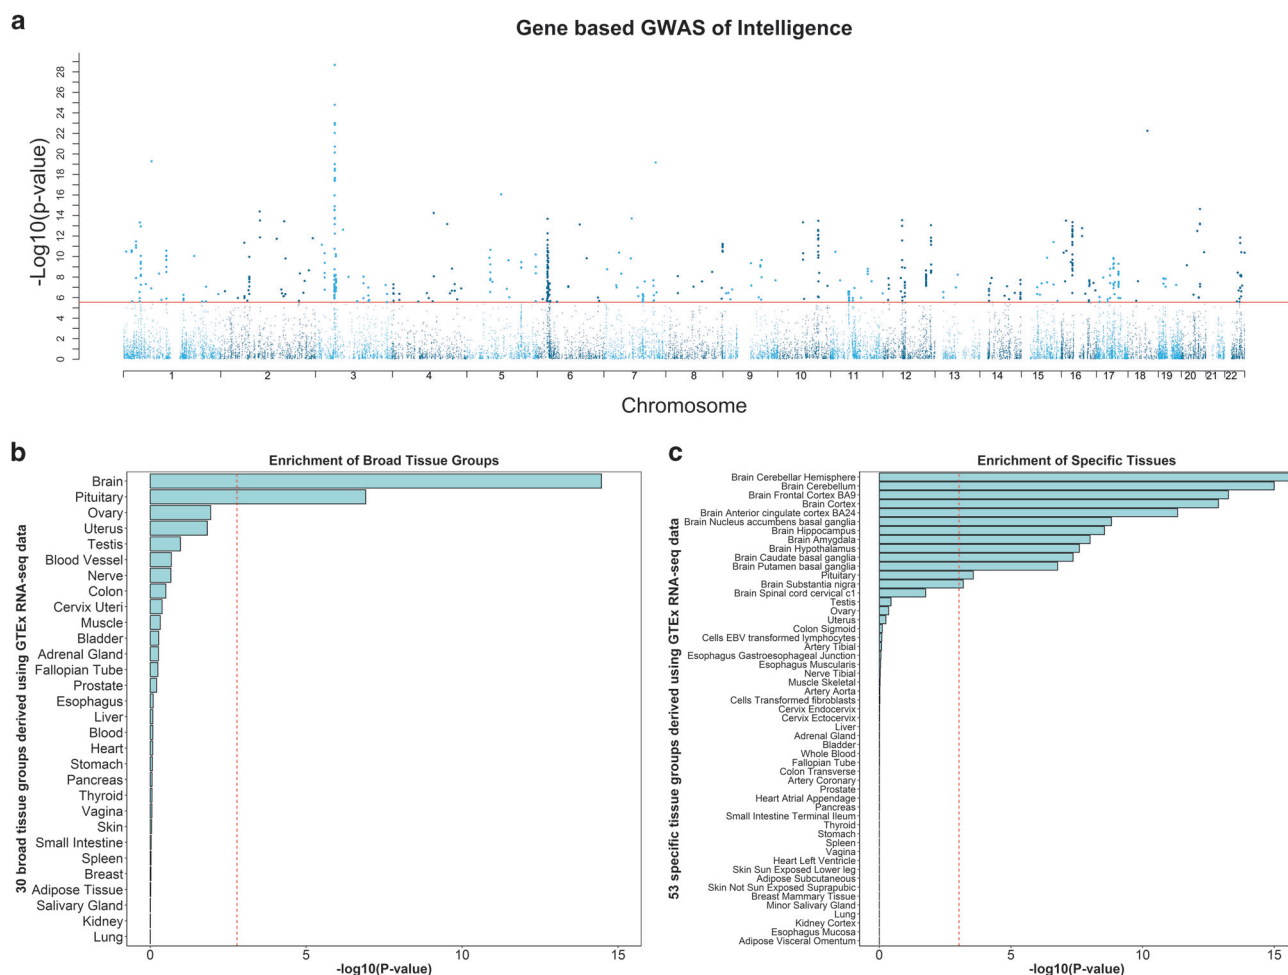 a
Gene based GWAS of Intelligence
-Log10(p-value)
28
26
24
22
20
18
16
14
12
10
8
6
4
2
0
1 2 3 4 5 6 7 8 9 10 11 12 13 14 15 16 17 18 19 20 21 22
Chromosome
b
Enrichment of Broad Tissue Groups
30 broad tissue groups derived using GTEx RNA-seq data
Brain
Pituitary
Ovary
Uterus
Testis
Blood Vessel
Nerve
Colon
Cervix Uteri
Muscle
Bladder
Adrenal Gland
Fallopian Tube
Prostate
Esophagus
Liver
Blood
Heart
Stomach
Pancreas
Thyroid
Vagina
Skin
Small Intestine
Spleen
Breast
Adipose Tissue
Salivary Gland
Kidney
Lung
0 5 10 15
-log10(P-value)
c
Enrichment of Specific Tissues
53 specific tissue groups derived using GTEx RNA-seq data
Brain Cerebellar Hemisphere
Brain Cerebellum
Brain Frontal Cortex BA9
Brain Cortex
Brain Anterior cingulate cortex BA24
Brain Nucleus accumbens basal ganglia
Brain Hippocampus
Brain Amygdala
Brain Hypothalamus
Brain Caudate basal ganglia
Brain Putamen basal ganglia
Pituitary
Brain Substantia nigra
Brain Spinal cord cervical c1
Testis
Ovary
Uterus
Colon Sigmoid
Cells EBV transformed lymphocytes
Artery Tibial
Esophagus Gastroesophageal Junction
Esophagus Muscularis
Nerve Tibial
Muscle Skeletal
Artery Aorta
Cells Transformed fibroblasts
Cervix Endocervix
Cervix Ectocervix
Liver
Adrenal Gland
Bladder
Whole Blood
Fallopian Tube
Colon Transverse
Artery Coronary
Prostate
Heart Atrial Appendage
Pancreas
Small Intestine Terminal Ileum
Thyroid
Stomach
Spleen
Vagina
Heart Left Ventricle
Skin Sun Exposed Lower leg
Adipose Subcutaneous
Skin Not Sun Exposed Suprapubic
Breast Mammary Tissue
Minor Salivary Gland
Lung
Kidney Cortex
Esophagus Mucosa
Adipose Visceral Omentum
0 5 10 15
-log10(P-value)